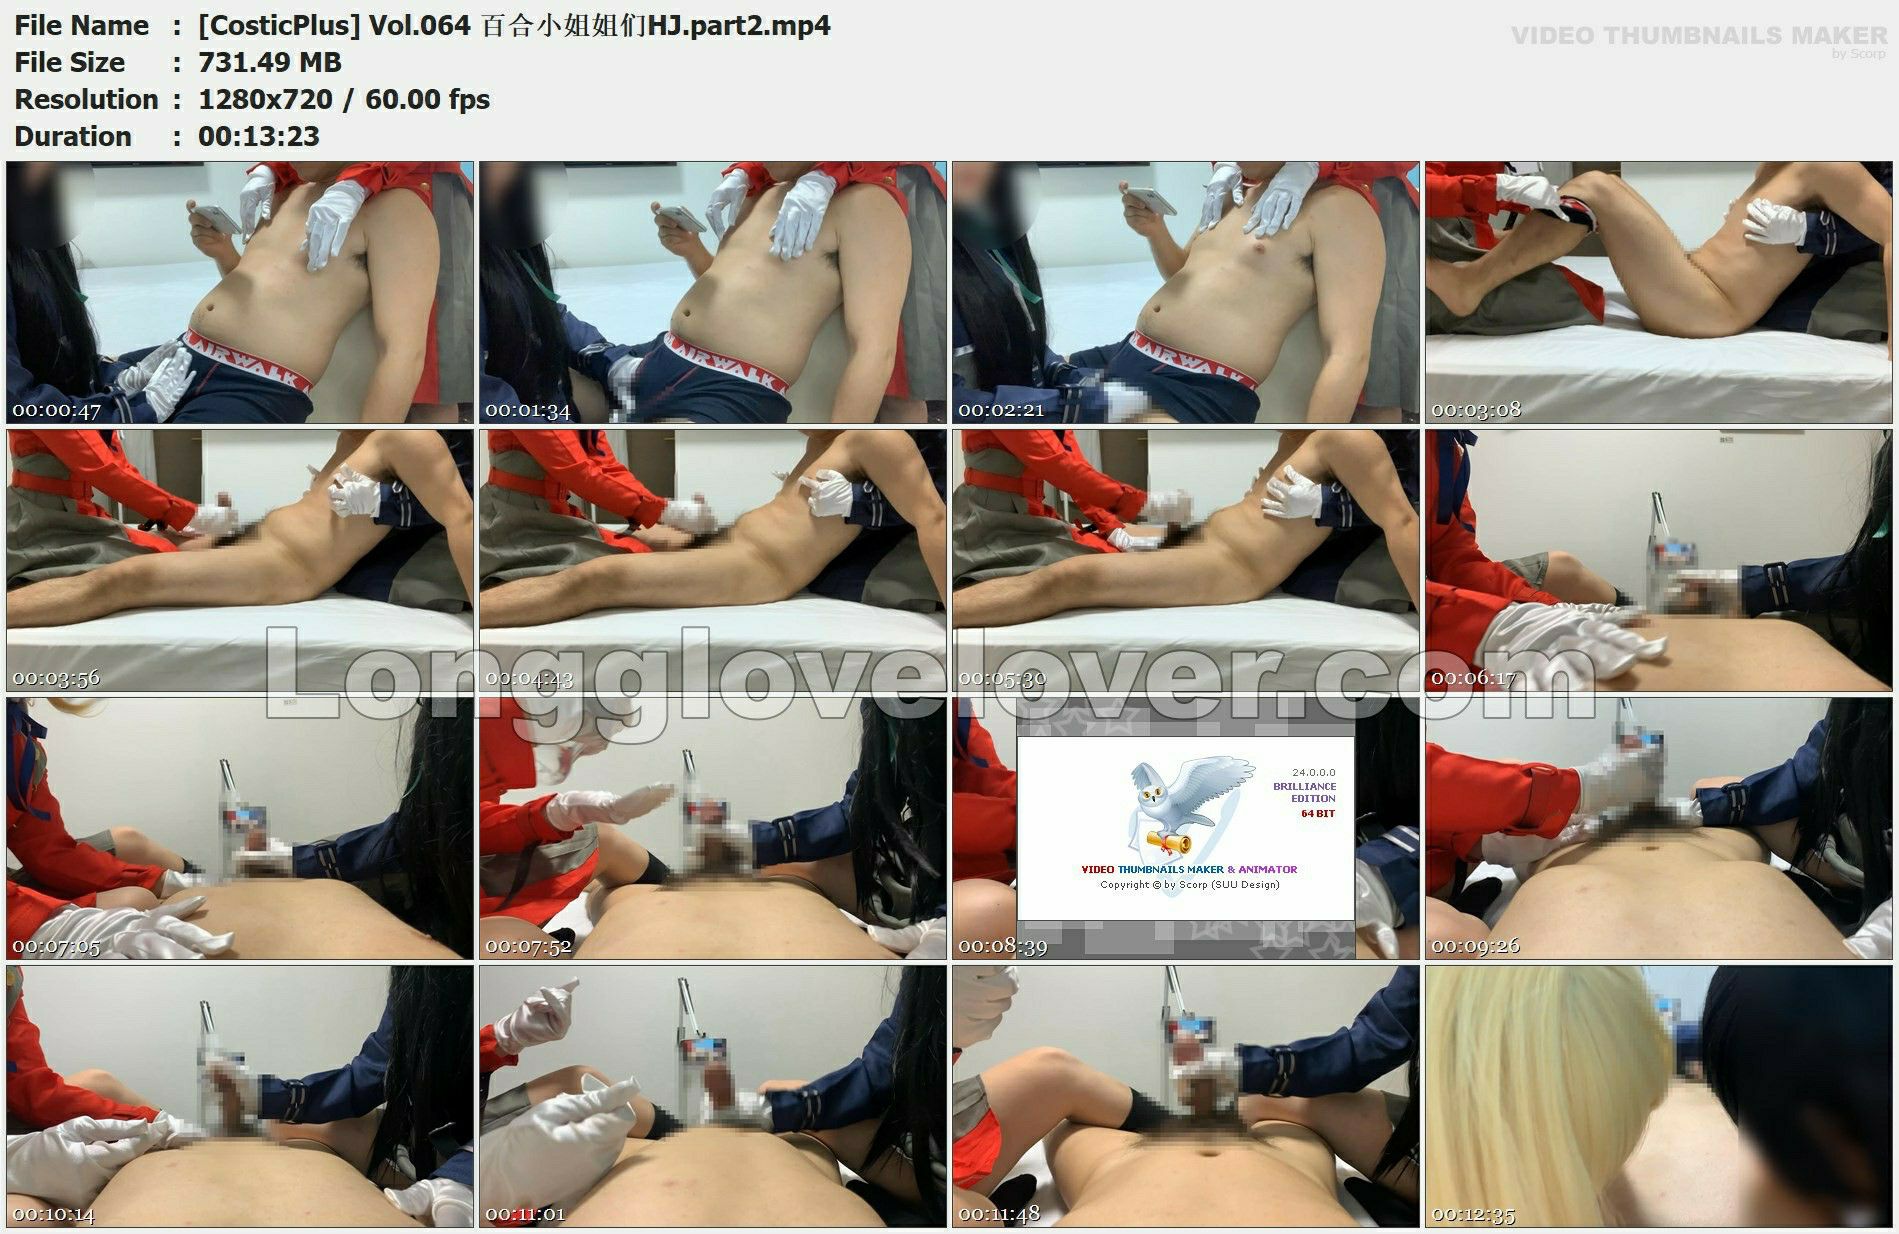 File Name : [CosticPlus] Vol.064 百合小姐姐们HJ.part2.mp4
VIDEO THUMBNAILS MAKER
by Scorp
File Size : 731.49 MB
Resolution : 1280x720 / 60.00 fps
Duration : 00:13:23
AIRWALK
AIRWALK
AIRWALK
00:00:47
00:01:34
00:02:21
00:03:08
00:03:56
00:04:43
00:05:30
00:06:17
Longglovelover.com
24.0.0.0
BRILLIANCE
EDITION
64 BIT
VIDEO THUMBNAILS MAKER & ANIMATOR
Copyright © by Scorp (SUU Design)
00:07:05
00:07:52
00:08:39
00:09:26
00:10:14
00:11:01
00:11:48
00:12:35